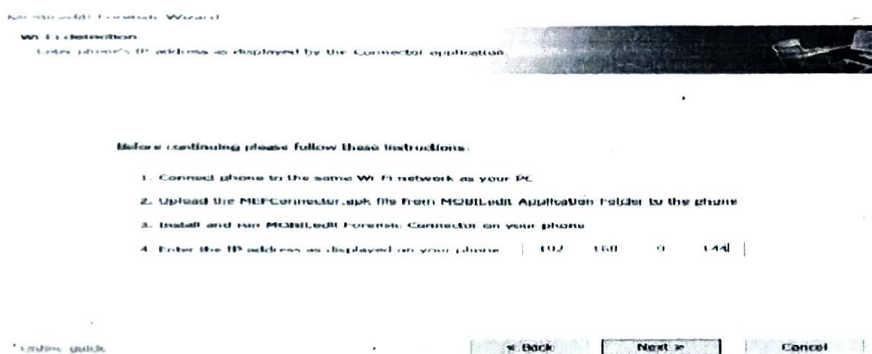 MOBILedit! Forensic Wizard
Wi-Fi detection
Enter phone's IP address as displayed by the Connector application
Before continuing please follow these instructions:
1. Connect phone to the same Wi-Fi network as your PC
2. Upload the MEFConnector.apk file from MOBILedit Application Folder to the phone
3. Install and run MOBILedit Forensic Connector on your phone
4. Enter the IP address as displayed on your phone 192 168 0 144
Online guide
< Back Next > Cancel